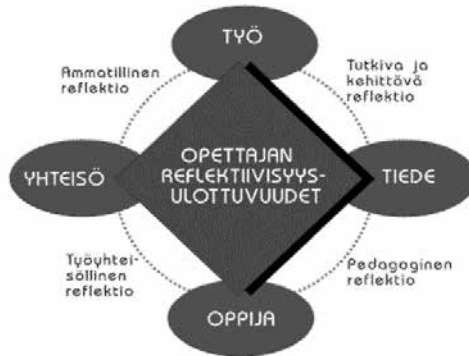 TYÖ
Ammatillinen
reflektio
Tutkiva ja
kehittävä
reflektio
YHTEISÖ
OPETTAJAN
REFLEKTIIVISYYS-
ULOTTUVUUDET
TIEDE
Työyhtei-
söllinen
reflektio
Pedagoginen
reflektio
OPPIJA